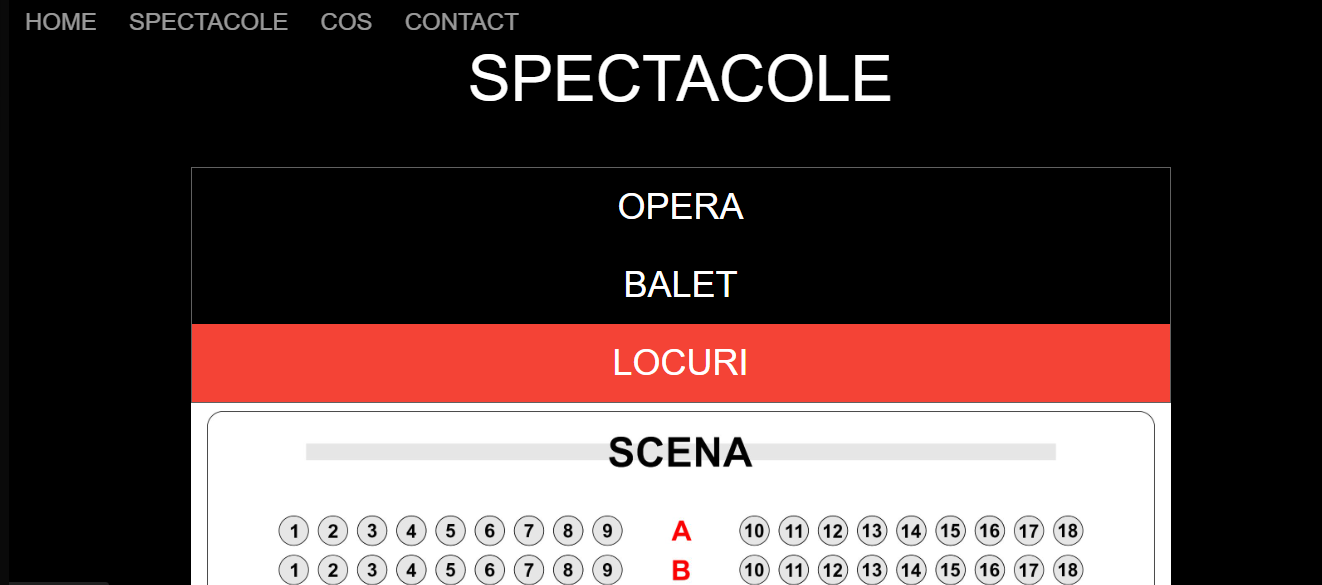 HOME SPECTACOLE COS CONTACT
SPECTACOLE
OPERA
BALET
LOCURI
SCENA
1 2 3 4 5 6 7 8 9 A 10 11 12 13 14 15 16 17 18
1 2 3 4 5 6 7 8 9 B 10 11 12 13 14 15 16 17 18